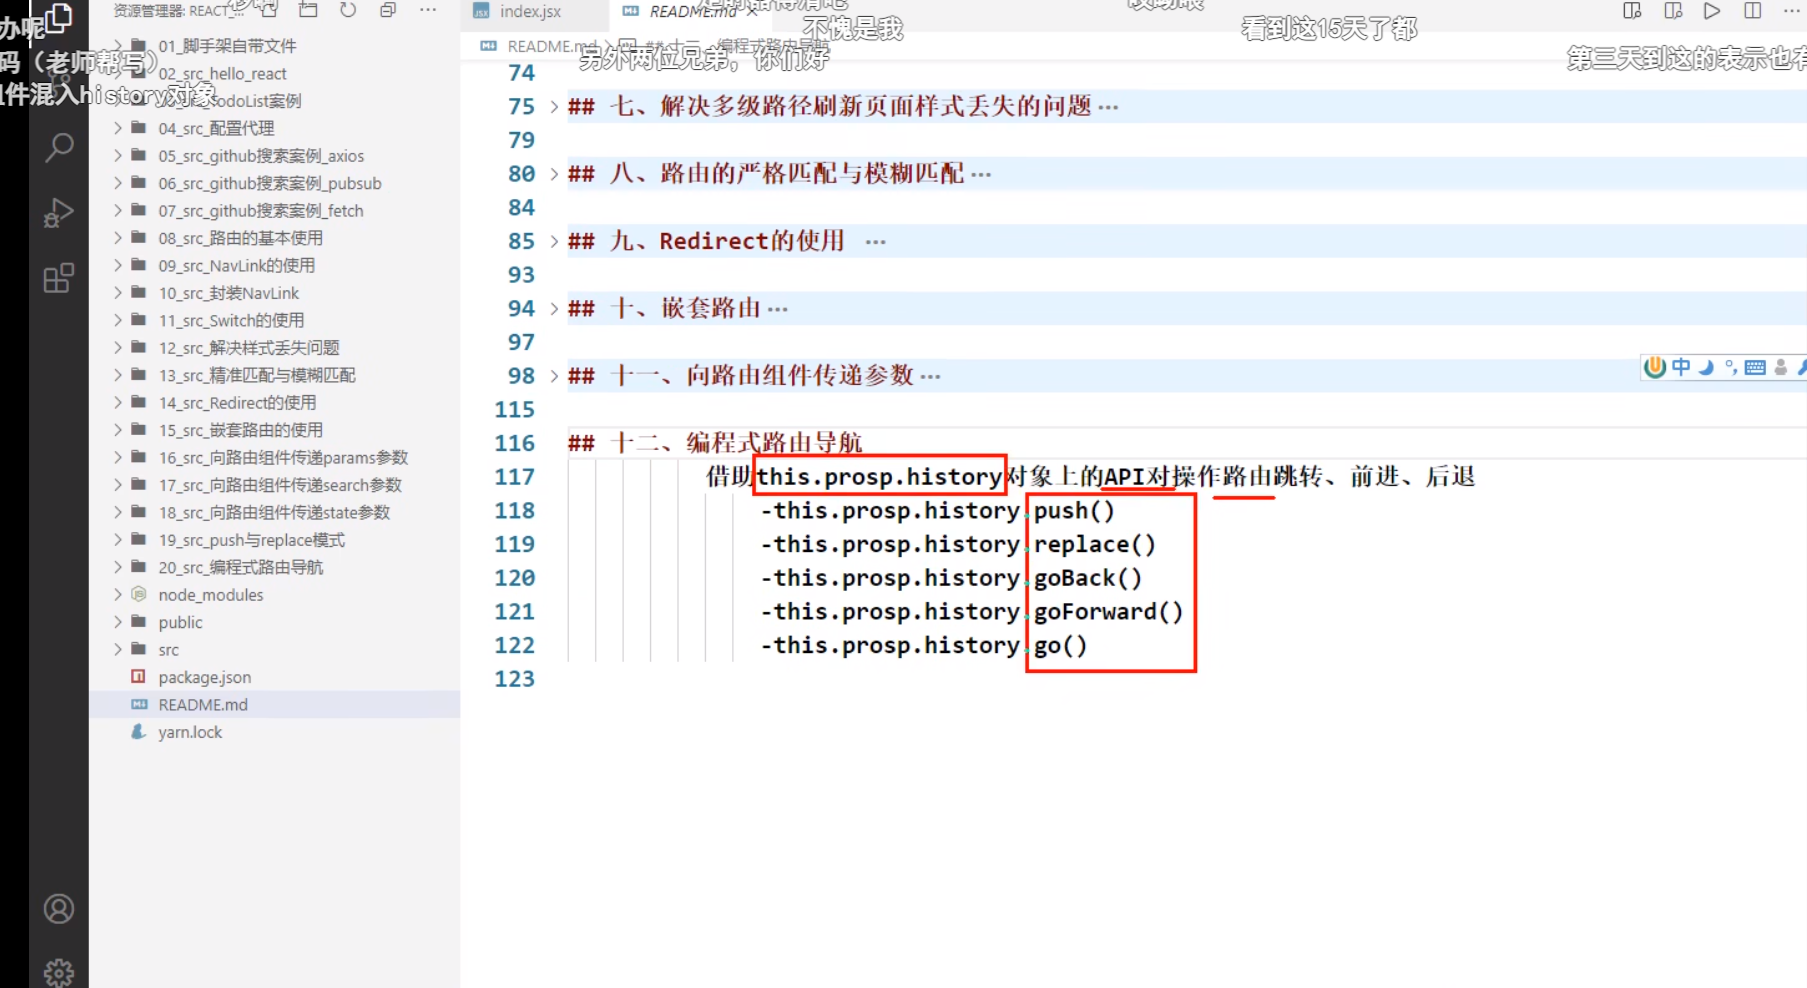 资源管理器: REACT_...
index.jsx
README.md
不愧是我
看到这15天了都
办呢
README.md > ## 十二、编程式路由导航
另外两位兄弟，你们好
第三天到这的表示也有
码（老师帮写）
件混入history对象
01_脚手架自带文件
02_src_hello_react
odoList案例
04_src_配置代理
05_src_github搜索案例_axios
06_src_github搜索案例_pubsub
07_src_github搜索案例_fetch
08_src_路由的基本使用
09_src_NavLink的使用
10_src_封装NavLink
11_src_Switch的使用
12_src_解决样式丢失问题
13_src_精准匹配与模糊匹配
14_src_Redirect的使用
15_src_嵌套路由的使用
16_src_向路由组件传递params参数
17_src_向路由组件传递search参数
18_src_向路由组件传递state参数
19_src_push与replace模式
20_src_编程式路由导航
node_modules
public
src
package.json
README.md
yarn.lock
74
75 ## 七、解决多级路径刷新页面样式丢失的问题…
79
80 ## 八、路由的严格匹配与模糊匹配…
84
85 ## 九、Redirect的使用 …
93
94 ## 十、嵌套路由…
97
98 ## 十一、向路由组件传递参数…
115
116 ## 十二、编程式路由导航
117 借助this.prosp.history对象上的API对操作路由跳转、前进、后退
118 -this.prosp.history.push()
119 -this.prosp.history.replace()
120 -this.prosp.history.goBack()
121 -this.prosp.history.goForward()
122 -this.prosp.history.go()
123
中